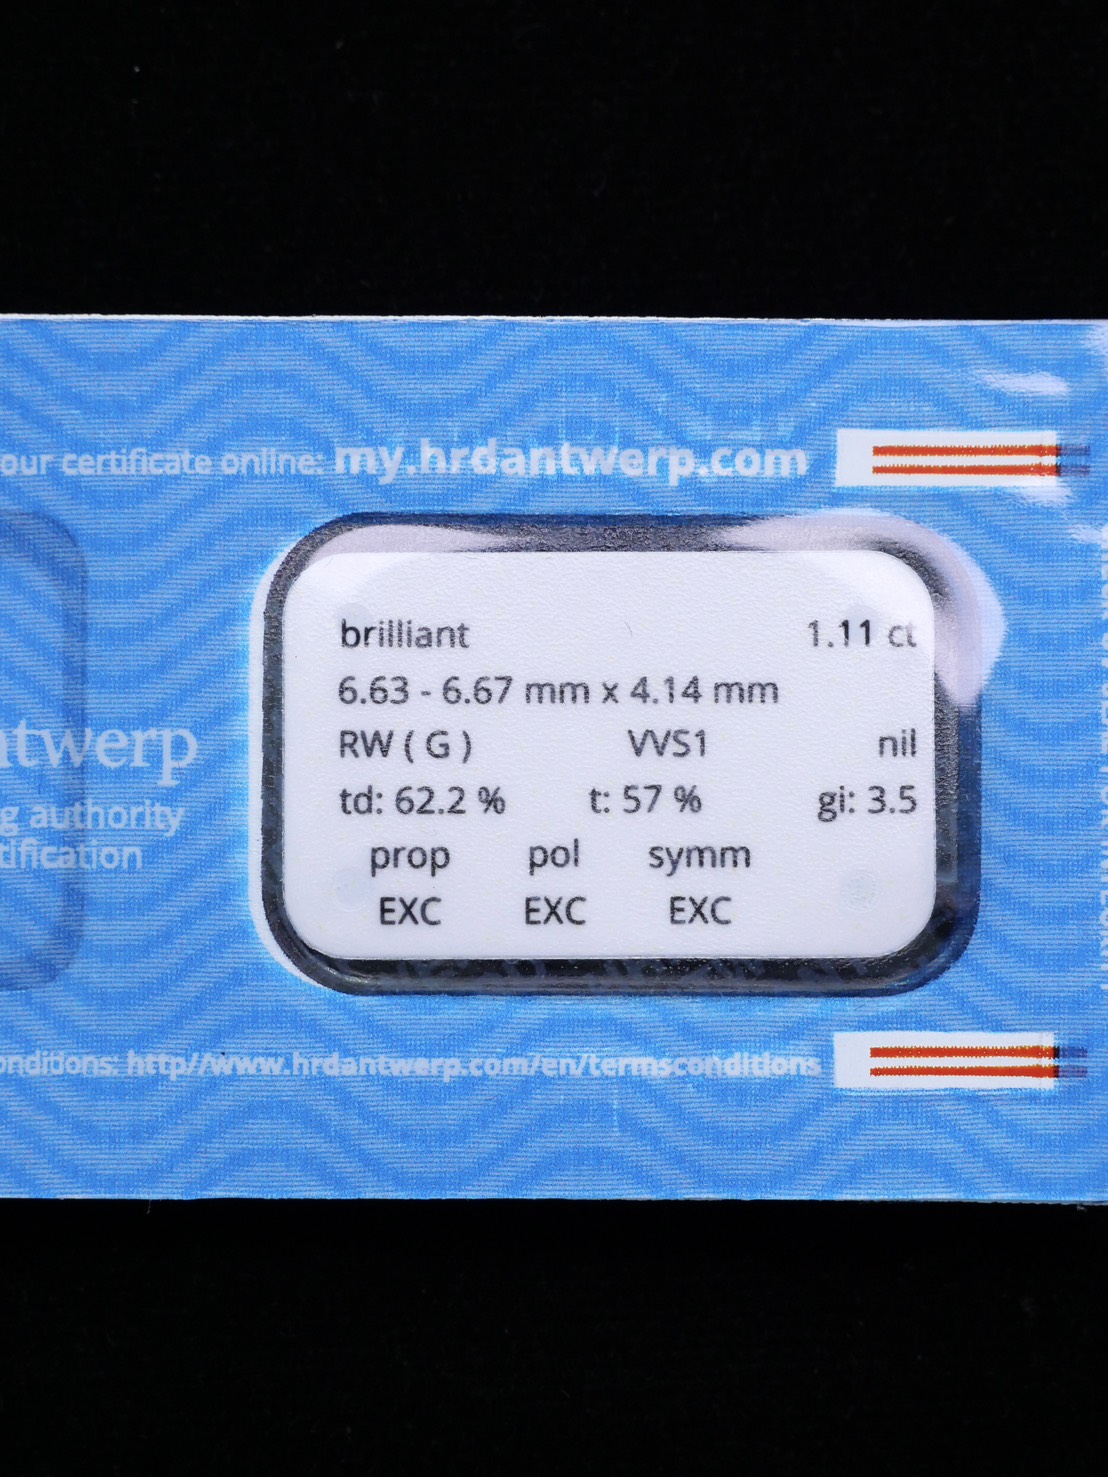 our certificate online: my.hrdantwerp.com
brilliant 1.11 ct
6.63 - 6.67 mm x 4.14 mm
RW ( G ) VVS1 nil
td: 62.2 % t: 57 % gi: 3.5
prop pol symm
EXC EXC EXC
ntwerp
g authority
tification
onditions: http//www.hrdantwerp.com/en/termsconditions